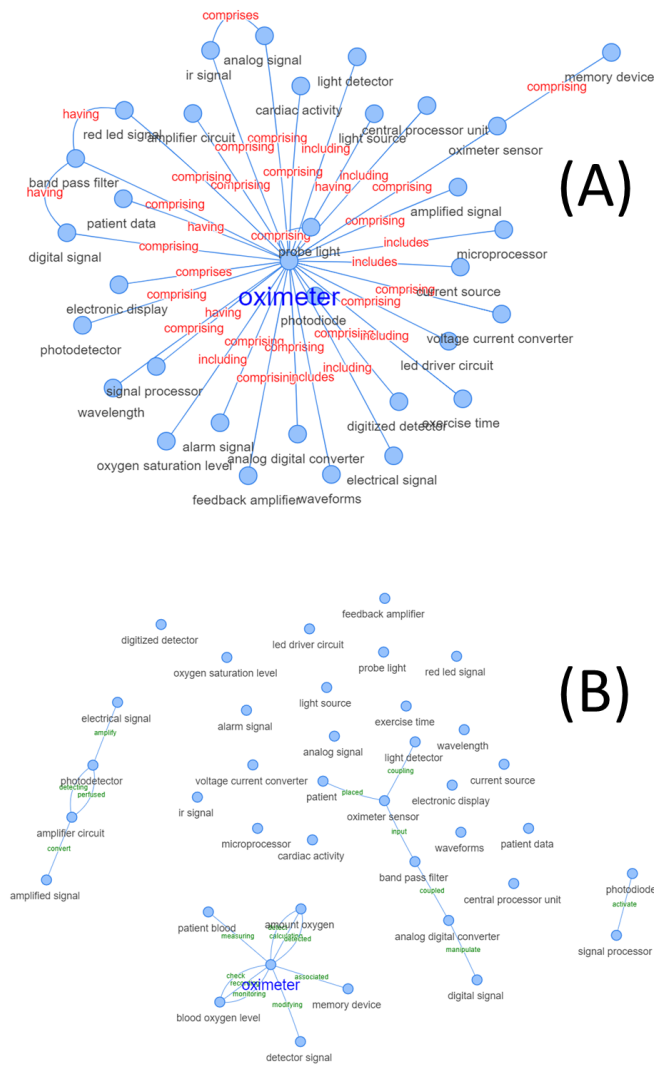 comprises
analog signal
ir signal
light detector
memory device
comprising
cardiac activity
having
red led signal
amplifier circuit
light source
central processor unit
comprising
including
oximeter sensor
(A)
comprising
comprising
including
band pass filter
having
comprising
having
comprising
amplified signal
patient data
comprising
having
comprising
comprising
digital signal
comprising
probe light
includes
microprocessor
comprises
includes
current source
electronic display
comprising
oximeter
comprising
comprising
photodiode
having
voltage current converter
photodetector
comprising
comprising
including
comprising
comprising
led driver circuit
including
including
signal processor
comprising
includes
wavelength
exercise time
digitized detector
alarm signal
analog digital converter
oxygen saturation level
electrical signal
feedback amplifier
waveforms
feedback amplifier
digitized detector
led driver circuit
oxygen saturation level
probe light
red led signal
(B)
light source
electrical signal
alarm signal
exercise time
amplify
analog signal
wavelength
light detector
photodetector
voltage current converter
coupling
current source
detecting
perfused
patient
placed
electronic display
ir signal
oximeter sensor
amplifier circuit
microprocessor
input
waveforms
patient data
convert
cardiac activity
band pass filter
amplified signal
coupled
central processor unit
photodiode
patient blood
amount oxygen
analog digital converter
activate
measuring
calculating
detected
signal processor
manipulate
check
associated
monitoring
oximeter
digital signal
modifying
memory device
blood oxygen level
detector signal